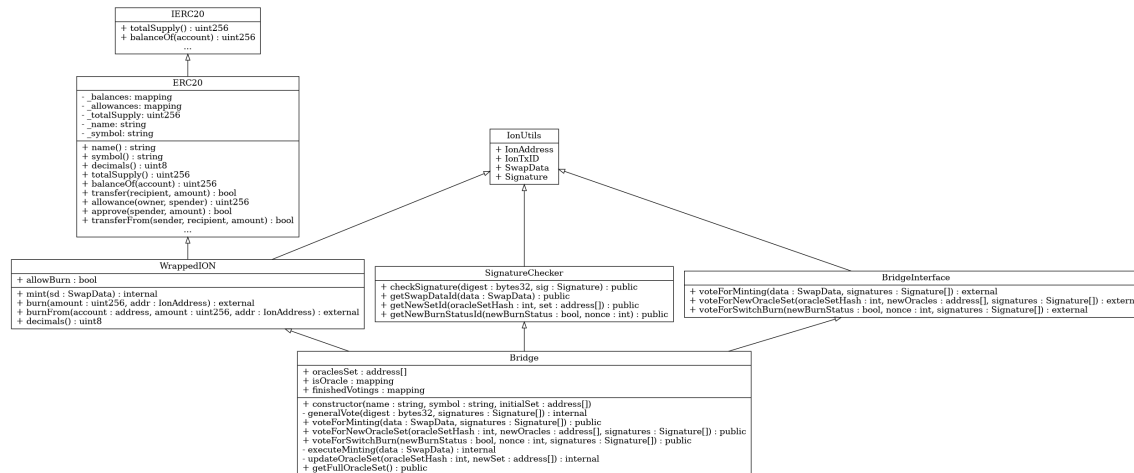 IERC20
+ totalSupply() : uint256
+ balanceOf(account) : uint256
...
ERC20
- _balances: mapping
- _allowances: mapping
- _totalSupply: uint256
- _name: string
- _symbol: string
+ name() : string
+ symbol() : string
+ decimals() : uint8
+ totalSupply() : uint256
+ balanceOf(account) : uint256
+ transfer(recipient, amount) : bool
+ allowance(owner, spender) : uint256
+ approve(spender, amount) : bool
+ transferFrom(sender, recipient, amount) : bool
...
IonUtils
+ IonAddress
+ IonTxID
+ SwapData
+ Signature
WrappedION
+ allowBurn : bool
+ mint(sd : SwapData) : internal
+ burn(amount : uint256, addr : IonAddress) : external
+ burnFrom(account : address, amount : uint256, addr : IonAddress) : external
+ decimals() : uint8
SignatureChecker
+ checkSignature(digest : bytes32, sig : Signature) : public
+ getSwapDataId(data : SwapData) : public
+ getNewSetId(oracleSetHash : int, set : address[]) : public
+ getNewBurnStatusId(newBurnStatus : bool, nonce : int) : public
BridgeInterface
+ voteForMinting(data : SwapData, signatures : Signature[]) : external
+ voteForNewOracleSet(oracleSetHash : int, newOracles : address[], signatures : Signature[]) : extern
+ voteForSwitchBurn(newBurnStatus : bool, nonce : int, signatures : Signature[]) : external
Bridge
+ oraclesSet : address[]
+ isOracle : mapping
+ finishedVotings : mapping
+ constructor(name : string, symbol : string, initialSet : address[])
- generalVote(digest : bytes32, signatures : Signature[]) : internal
+ voteForMinting(data : SwapData, signatures : Signature[]) : public
+ voteForNewOracleSet(oracleSetHash : int, newOracles : address[], signatures : Signature[]) : public
+ voteForSwitchBurn(newBurnStatus : bool, nonce : int, signatures : Signature[]) : public
- executeMinting(data : SwapData) : internal
- updateOracleSet(oracleSetHash : int, newSet : address[]) : internal
+ getFullOracleSet() : public